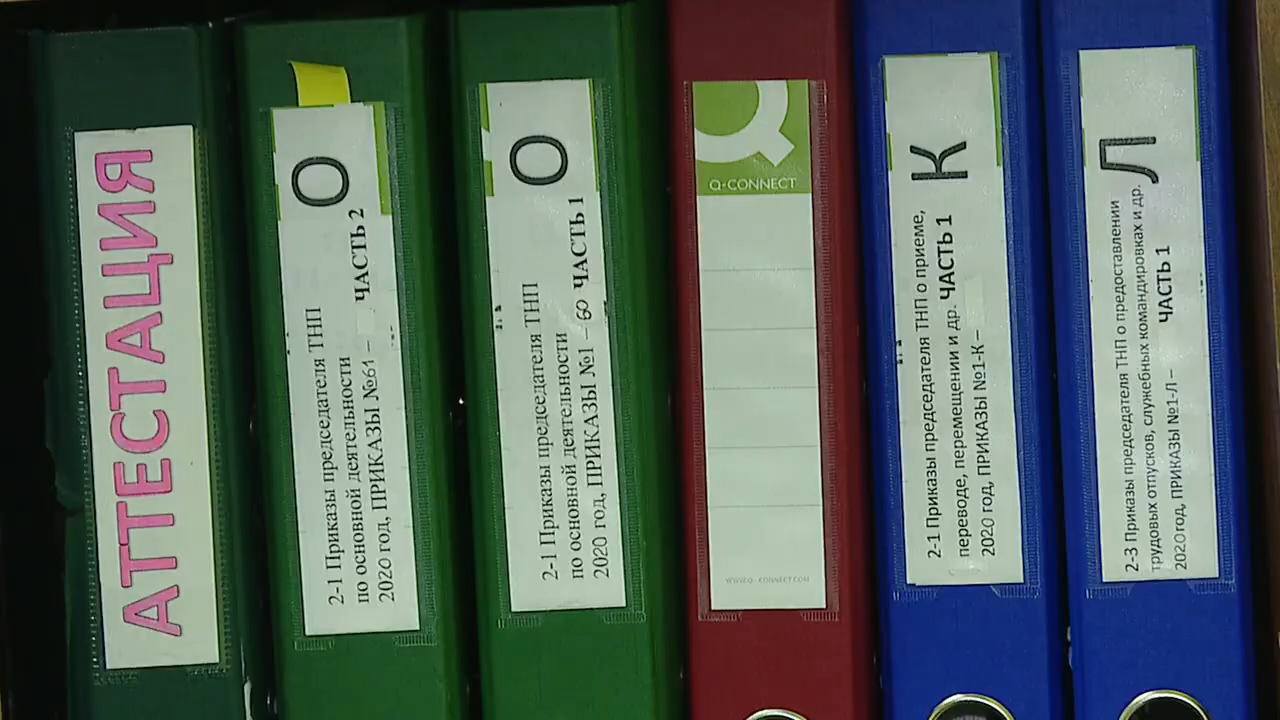 АТТЕСТАЦИЯ
О
2-1 Приказы председателя ТНП
по основной деятельности
2020 год, ПРИКАЗЫ №61 – ЧАСТЬ 2
О
2-1 Приказы председателя ТНП
по основной деятельности
2020 год, ПРИКАЗЫ №1 – 60 ЧАСТЬ 1
Q-CONNECT
WWW.Q-CONNECT.COM
К
2-1 Приказы председателя ТНП о приеме,
переводе, перемещении и др. ЧАСТЬ 1
2020 год, ПРИКАЗЫ №1-К –
Л
2-3 Приказы председателя ТНП о предоставлении
трудовых отпусков, служебных командировках и др.
2020 год, ПРИКАЗЫ №1-Л – ЧАСТЬ 1